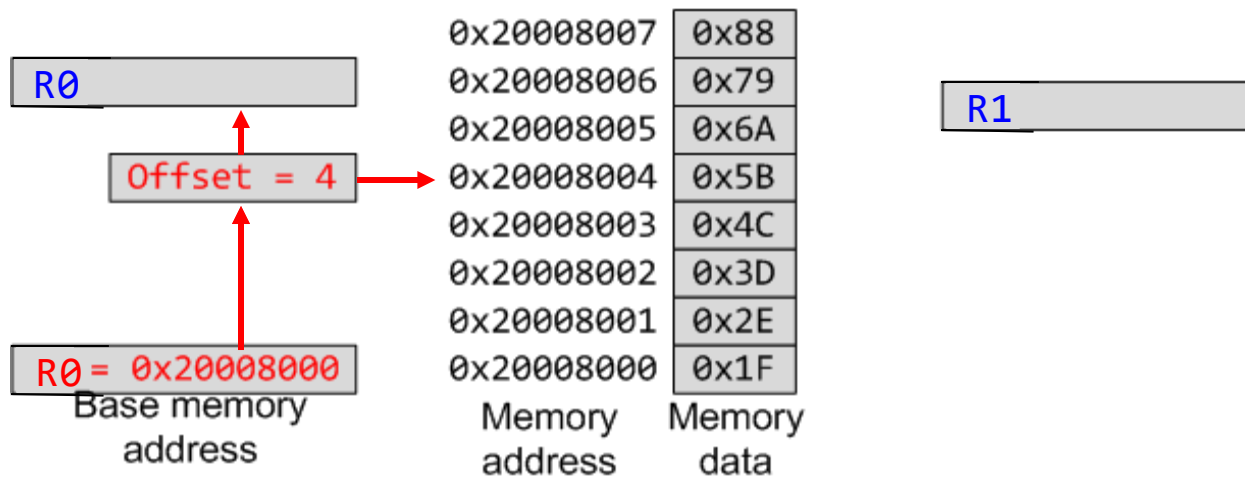 R0
Offset = 4
R0 = 0x20008000
Base memory
address
0x20008007 0x88
0x20008006 0x79
0x20008005 0x6A
0x20008004 0x5B
0x20008003 0x4C
0x20008002 0x3D
0x20008001 0x2E
0x20008000 0x1F
Memory Memory
address data
R1